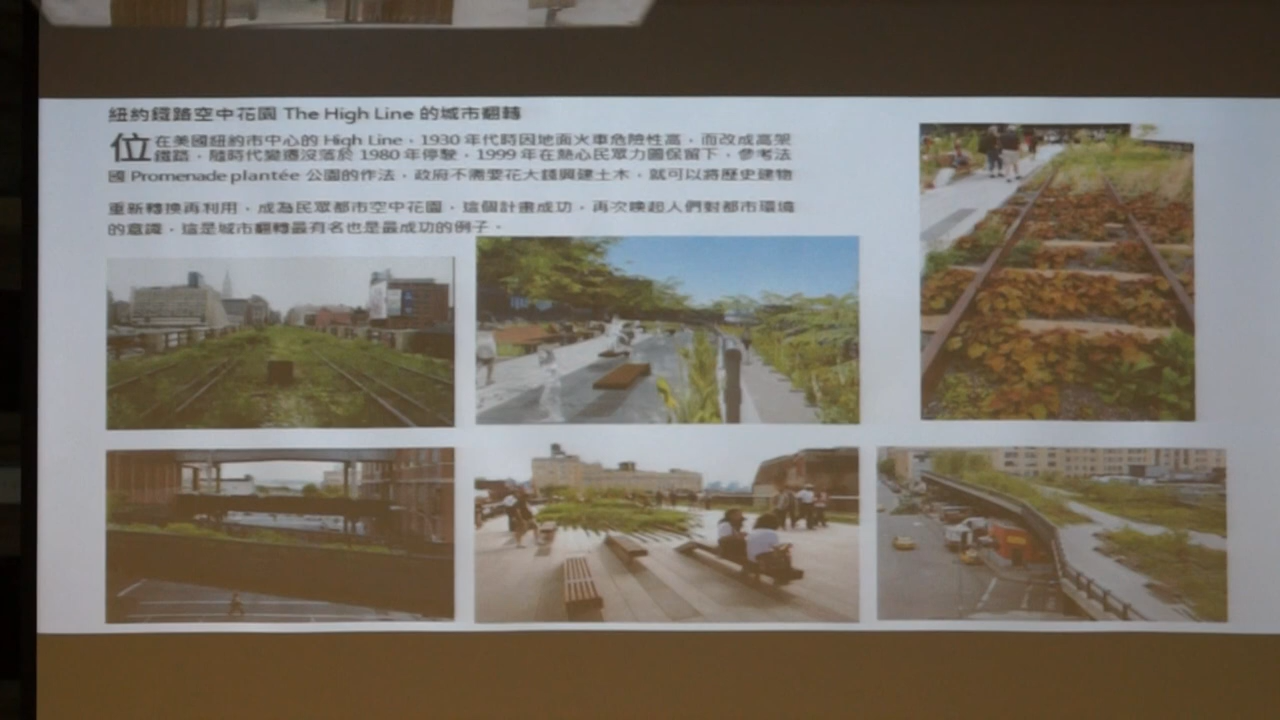 紐約鐵路空中花園 The High Line 的城市翻轉
位在美國紐約市中心的 High Line，1930 年代時因地面火車危險性高，而改成高架
鐵路，隨時代變遷沒落於 1980 年停駛，1999 年在熱心民眾力圖保留下，參考法
國 Promenade plantée 公園的作法，政府不需要花大錢興建土木，就可以將歷史建物
重新轉換再利用，成為民眾都市空中花園，這個計畫成功，再次喚起人們對都市環境
的意識，這是城市翻轉最有名也是最成功的例子。